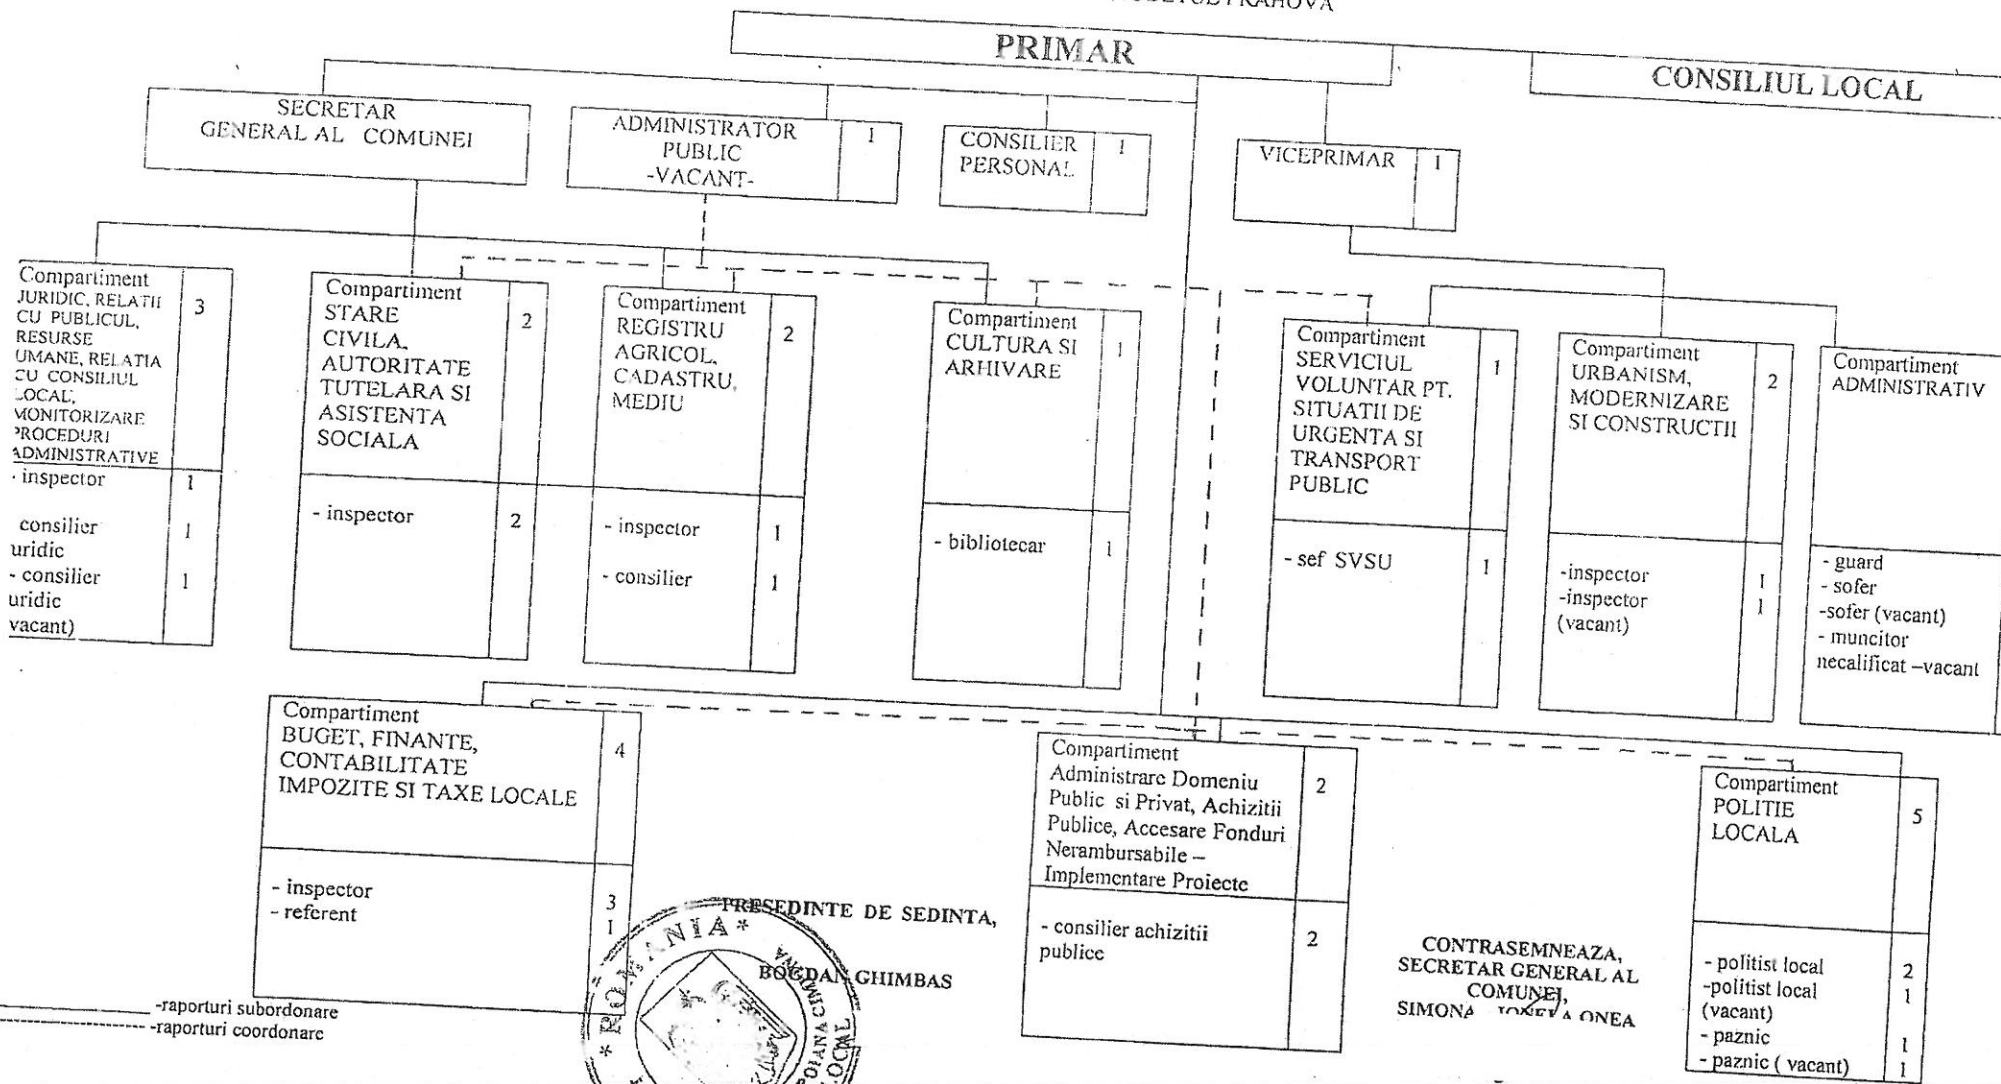 PRIMAR
CONSILIUL LOCAL
SECRETAR
GENERAL AL COMUNEI
ADMINISTRATOR
PUBLIC
-VACANT-
1
CONSILIER
PERSONAL
1
VICEPRIMAR
1
Compartiment
JURIDIC, RELATII
CU PUBLICUL,
RESURSE
UMANE, RELATIA
CU CONSILIUL
LOCAL,
MONITORIZARE
PROCEDURI
ADMINISTRATIVE
3
- inspector 1
consilier 1
uridic
- consilier 1
uridic
vacant)
Compartiment
STARE
CIVILA,
AUTORITATE
TUTELARA SI
ASISTENTA
SOCIALA
2
- inspector 2
Compartiment
REGISTRU
AGRICOL,
CADASTRU,
MEDIU
2
- inspector 1
- consilier 1
Compartiment
CULTURA SI
ARHIVARE
1
- bibliotecar 1
Compartiment
SERVICIUL
VOLUNTAR PT.
SITUATII DE
URGENTA SI
TRANSPORT
PUBLIC
1
- sef SVSU 1
Compartiment
URBANISM,
MODERNIZARE
SI CONSTRUCTII
2
-inspector 1
-inspector 1
(vacant)
Compartiment
ADMINISTRATIV
- guard
- sofer
-sofer (vacant)
- muncitor
necalificat –vacant
Compartiment
BUGET, FINANTE,
CONTABILITATE
IMPOZITE SI TAXE LOCALE
4
- inspector 3
- referent 1
Compartiment
Administrare Domeniu
Public si Privat, Achizitii
Publice, Accesare Fonduri
Nerambursabile –
Implementare Proiecte
2
- consilier achizitii 2
publice
Compartiment
POLITIE
LOCALA
5
- politist local 2
-politist local 1
(vacant)
- paznic 1
- paznic ( vacant) 1
PRESEDINTE DE SEDINTA,
BOGDAN GHIMBAS
* ROMANIA *
CONTRASEMNEAZA,
SECRETAR GENERAL AL
COMUNEI,
SIMONA IONELA ONEA
-raporturi subordonare
-raporturi coordonare